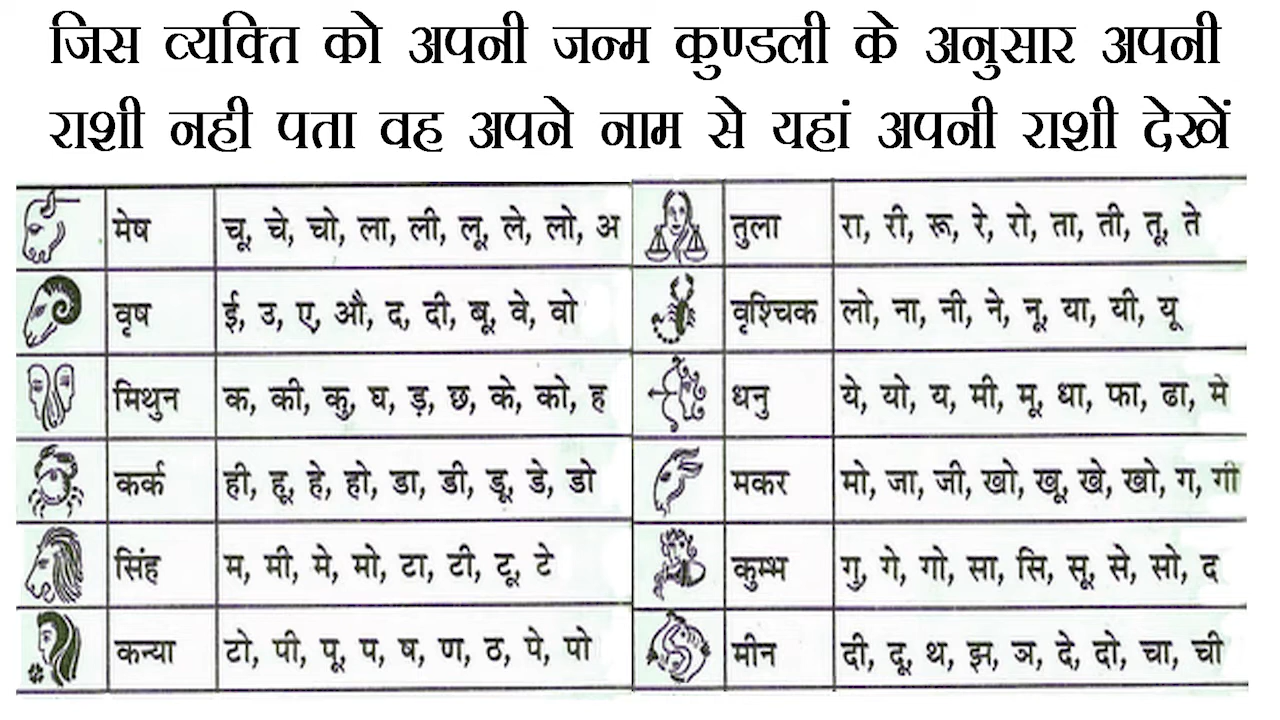 जिस व्यक्ति को अपनी जन्म कुण्डली के अनुसार अपनी
राशी नही पता वह अपने नाम से यहां अपनी राशी देखें
मेष चू, चे, चो, ला, ली, लू, ले, लो, अ
वृष ई, उ, ए, औ, द, दी, बू, वे, वो
मिथुन क, की, कु, घ, ड़, छ, के, को, ह
कर्क ही, हू, हे, हो, डा, डी, डू, डे, डो
सिंह म, मी, मे, मो, टा, टी, टू, टे
कन्या टो, पी, पू, प, ष, ण, ठ, पे, पो
तुला रा, री, रू, रे, रो, ता, ती, तू, ते
वृश्चिक लो, ना, नी, ने, नू, या, यी, यू
धनु ये, यो, य, मी, मू, धा, फा, ढा, मे
मकर मो, जा, जी, खो, खू, खे, खो, ग, गी
कुम्भ गु, गे, गो, सा, सि, सू, से, सो, द
मीन दी, दू, थ, झ, ञ, दे, दो, चा, ची